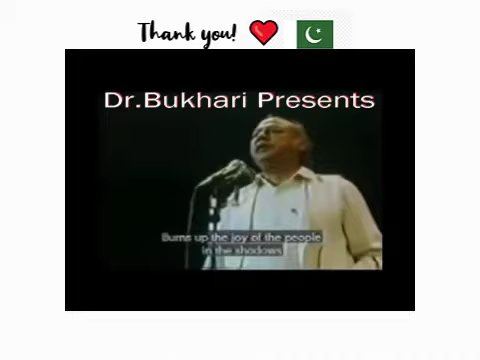 Thank you!
Dr.Bukhari Presents
Burns up the joy of the people
in the shadows